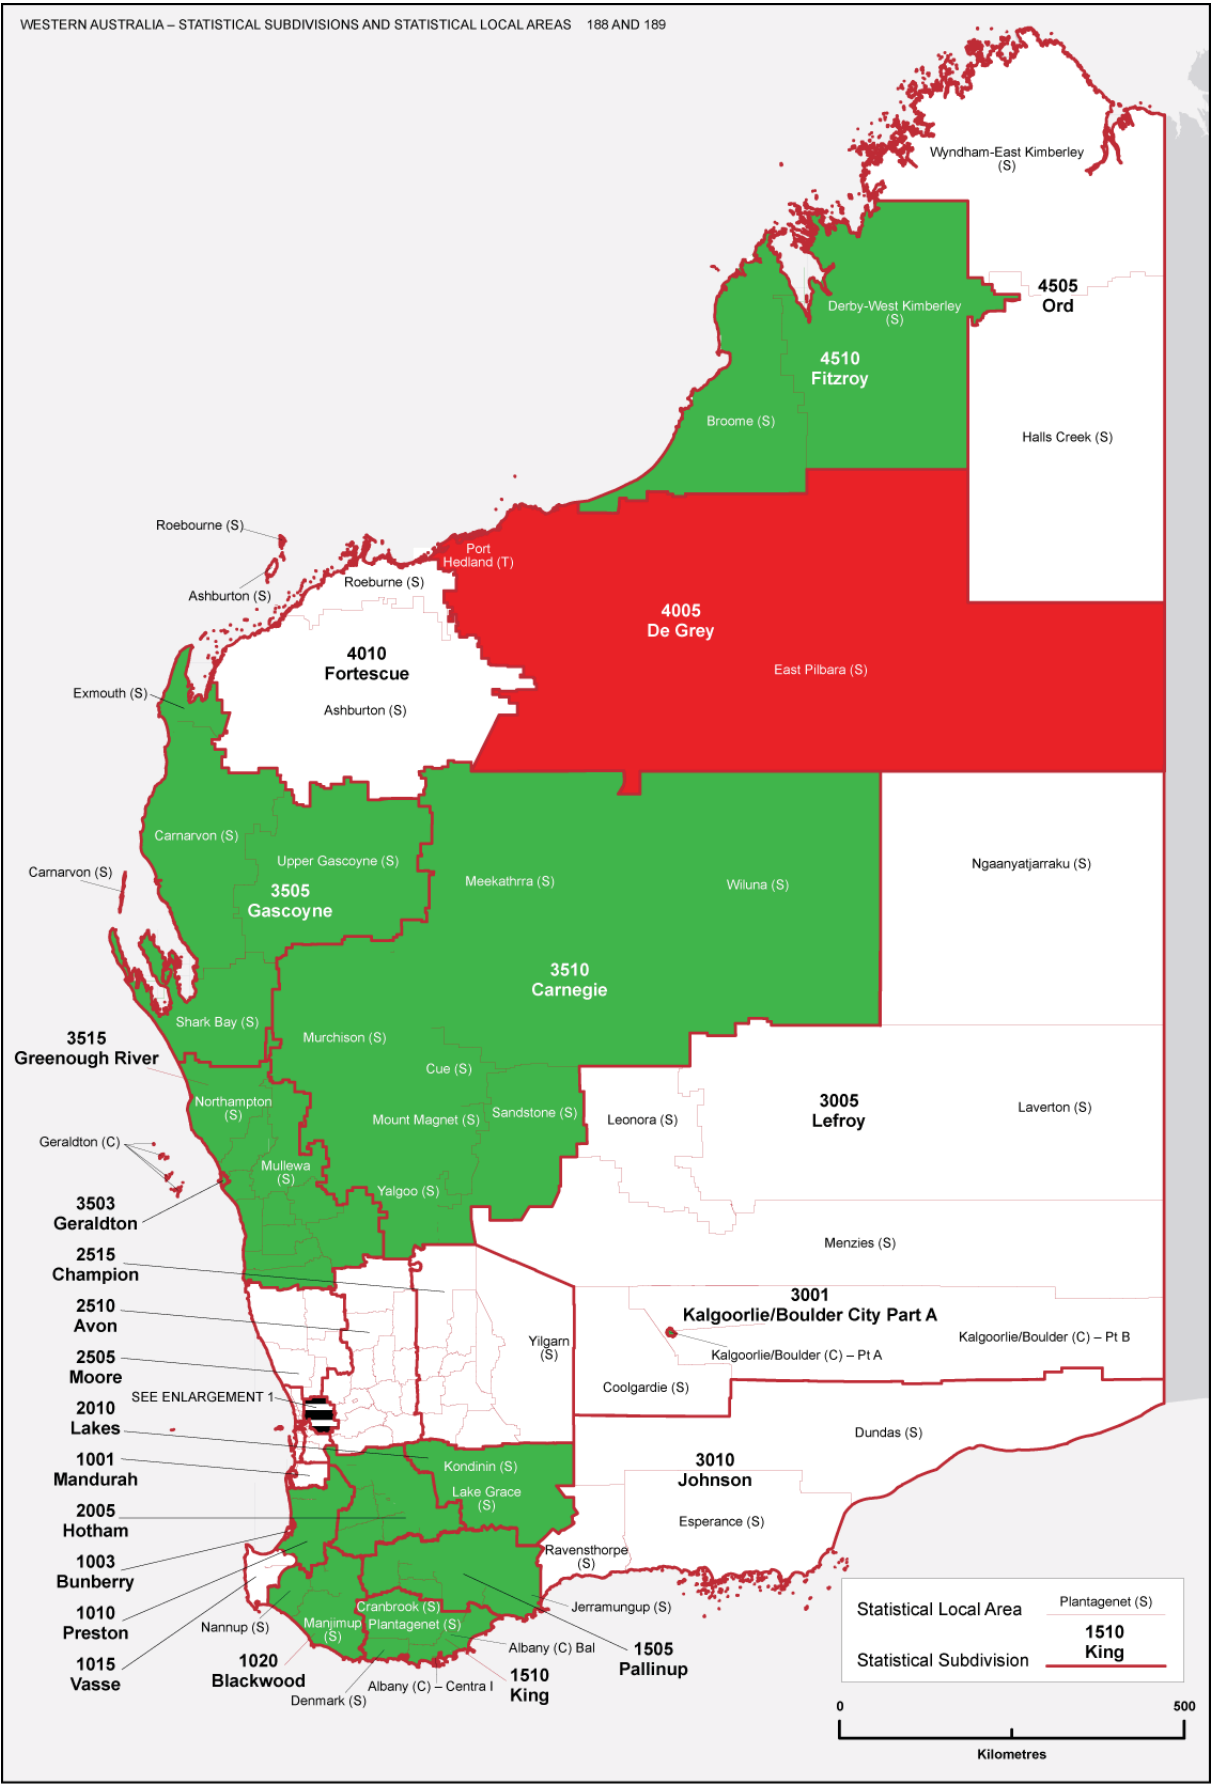 WESTERN AUSTRALIA – STATISTICAL SUBDIVISIONS AND STATISTICAL LOCAL AREAS 188 AND 189
Wyndham-East Kimberley
(S)
4505
Ord
Derby-West Kimberley
(S)
4510
Fitzroy
Broome (S)
Halls Creek (S)
Roebourne (S)
Port
Hedland (T)
Roeburne (S)
Ashburton (S)
4005
De Grey
4010
Fortescue
East Pilbara (S)
Exmouth (S)
Ashburton (S)
Carnarvon (S)
Upper Gascoyne (S)
Ngaanyatjarraku (S)
Carnarvon (S)
3505
Gascoyne
Meekathrra (S)
Wiluna (S)
3510
Carnegie
Shark Bay (S)
Murchison (S)
3515
Greenough River
Cue (S)
Northampton
(S)
Mount Magnet (S)
Sandstone (S)
Leonora (S)
3005
Lefroy
Laverton (S)
Geraldton (C)
Mullewa
(S)
Yalgoo (S)
3503
Geraldton
Menzies (S)
2515
Champion
3001
Kalgoorlie/Boulder City Part A
2510
Avon
Yilgarn
(S)
Kalgoorlie/Boulder (C) – Pt B
Kalgoorlie/Boulder (C) – Pt A
2505
Moore
Coolgardie (S)
SEE ENLARGEMENT 1
2010
Lakes
Dundas (S)
1001
Mandurah
Kondinin (S)
3010
Johnson
Lake Grace
(S)
2005
Hotham
Esperance (S)
Ravensthorpe
(S)
1003
Bunberry
1010
Preston
Nannup (S)
Cranbrook (S)
Manjimup
(S)
Plantagenet (S)
Jerramungup (S)
Albany (C) Bal
1505
Pallinup
1015
Vasse
1020
Blackwood
Denmark (S)
Albany (C) – Centra l
1510
King
Statistical Local Area
Plantagenet (S)
1510
King
Statistical Subdivision
0
500
Kilometres